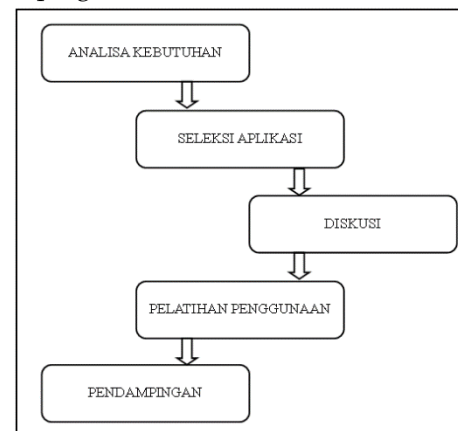 ANALISA KEBUTUHAN
SELEKSI APLIKASI
DISKUSI
PELATIHAN PENGGUNAAN
PENDAMPINGAN